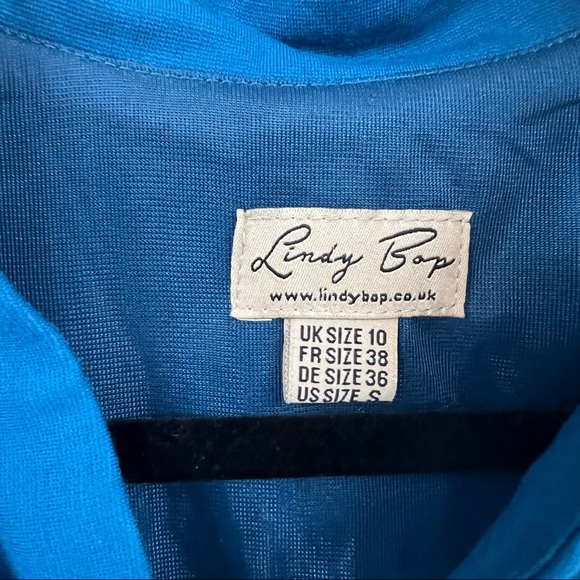 Lindy Bop
www.lindybop.co.uk
UK SIZE 10
FR SIZE 38
DE SIZE 36
US SIZE S